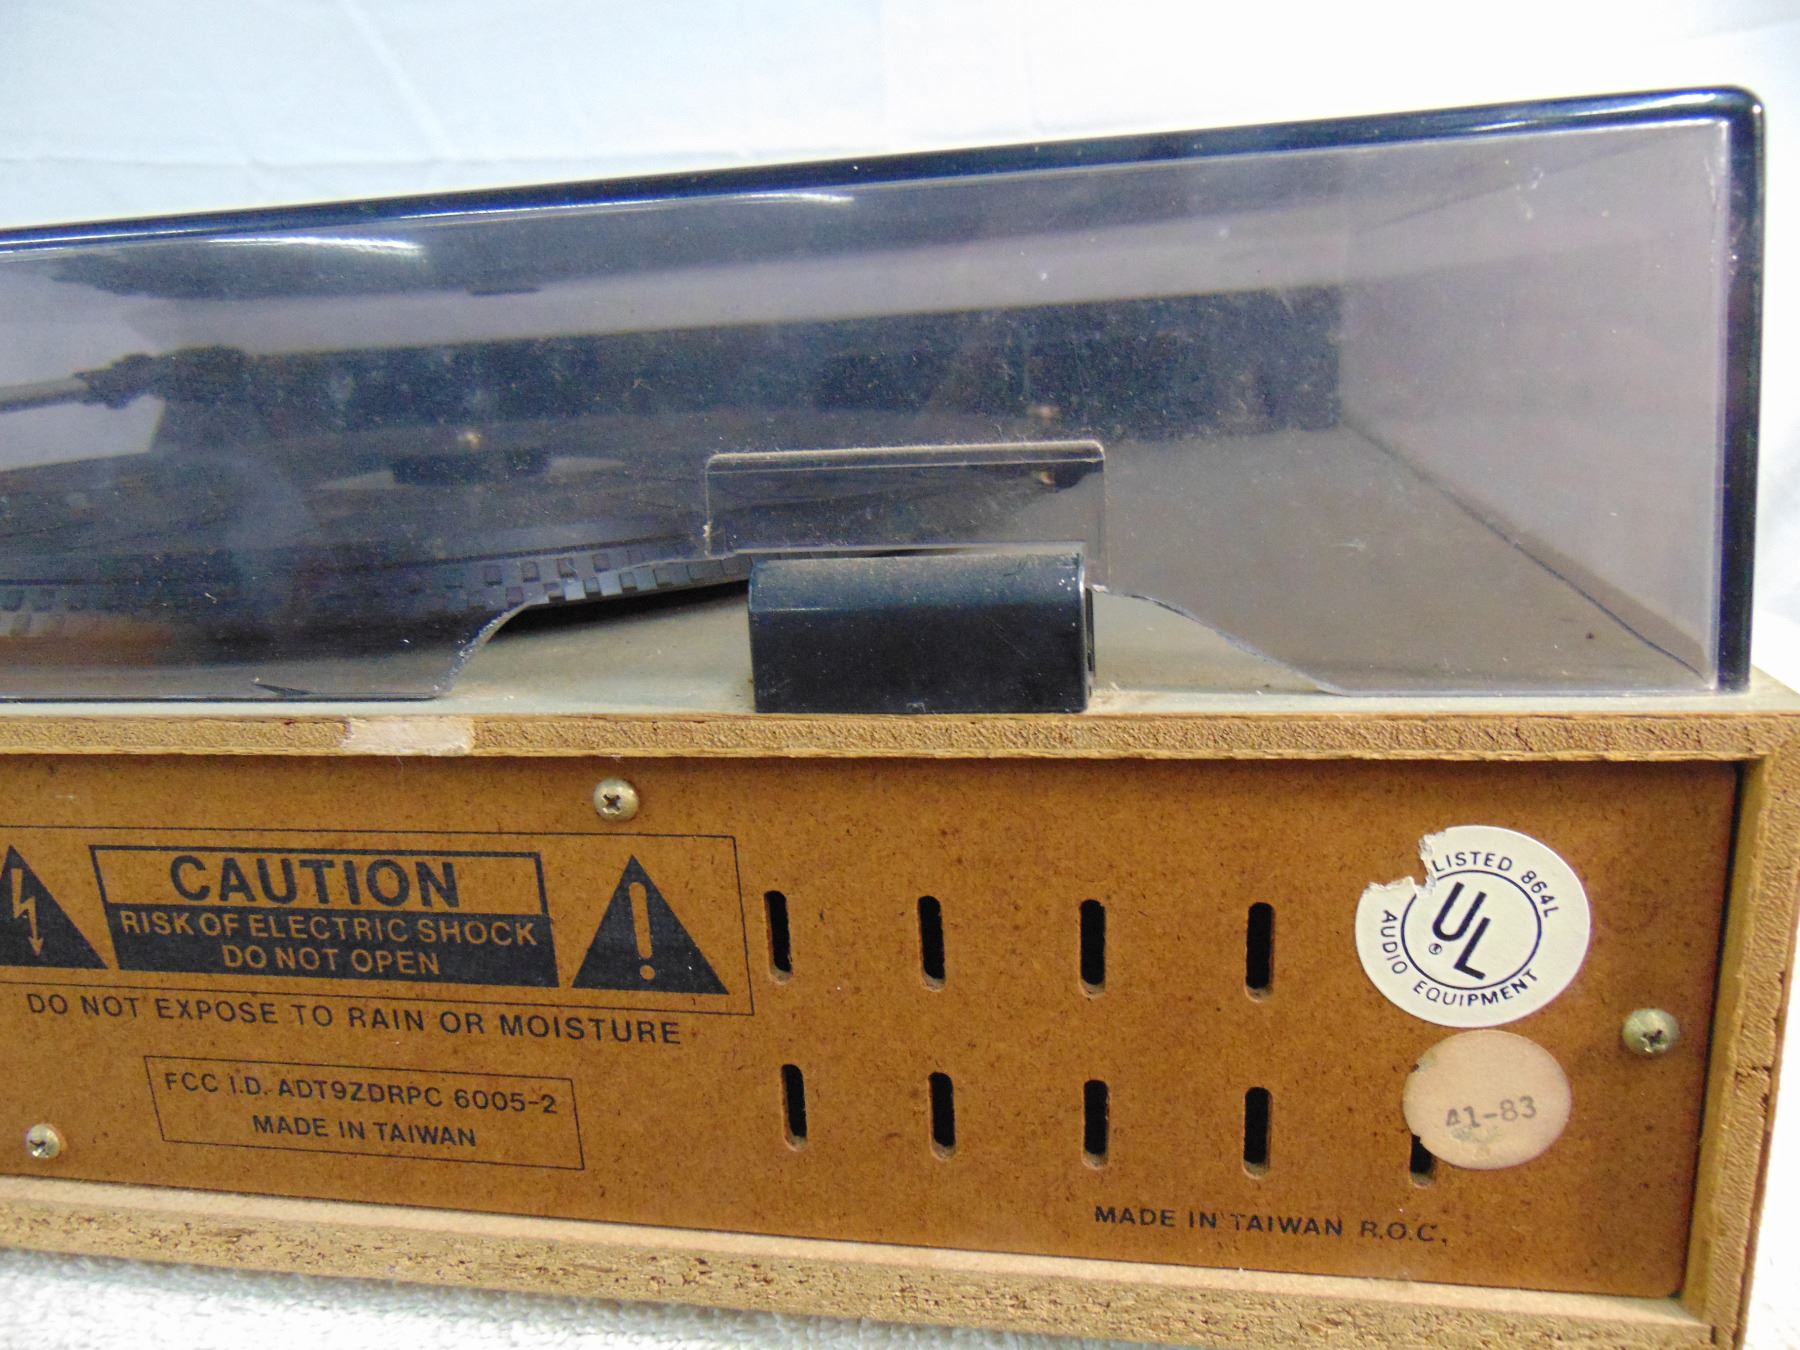 CAUTION
RISK OF ELECTRIC SHOCK
DO NOT OPEN
DO NOT EXPOSE TO RAIN OR MOISTURE
FCC I.D. ADT9ZDRPC 6005-2
MADE IN TAIWAN
LISTED 864L
UL
®
AUDIO EQUIPMENT
41-83
MADE IN TAIWAN R.O.C.